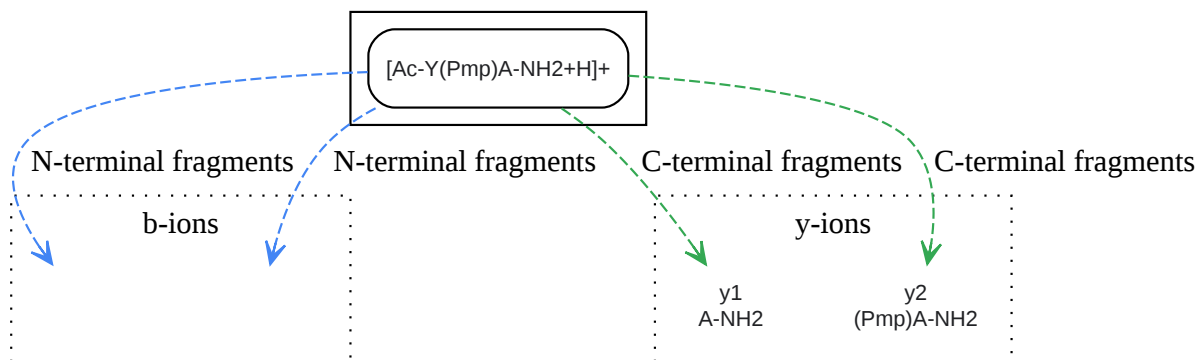 [Ac-Y(Pmp)A-NH2+H]+
N-terminal fragments
N-terminal fragments
C-terminal fragments
C-terminal fragments
b-ions
y-ions
y1
A-NH2
y2
(Pmp)A-NH2